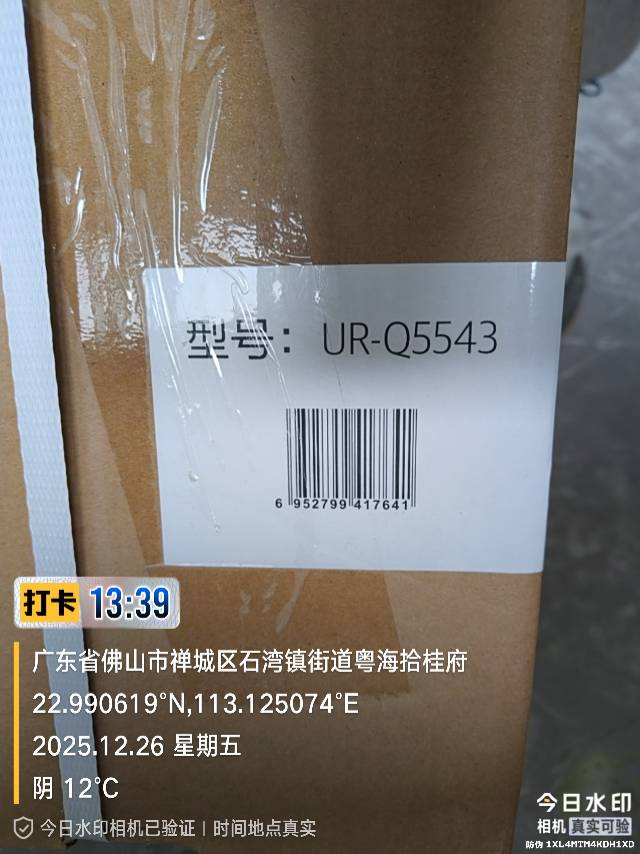 型号：UR-Q5543
6 952799 417641
打卡 13:39
广东省佛山市禅城区石湾镇街道粤海拾桂府
22.990619°N,113.125074°E
2025.12.26 星期五
阴 12°C
今日水印相机已验证 | 时间地点真实
今日水印
相机 真实可验
防伪 1XL4MTM4KDH1XD